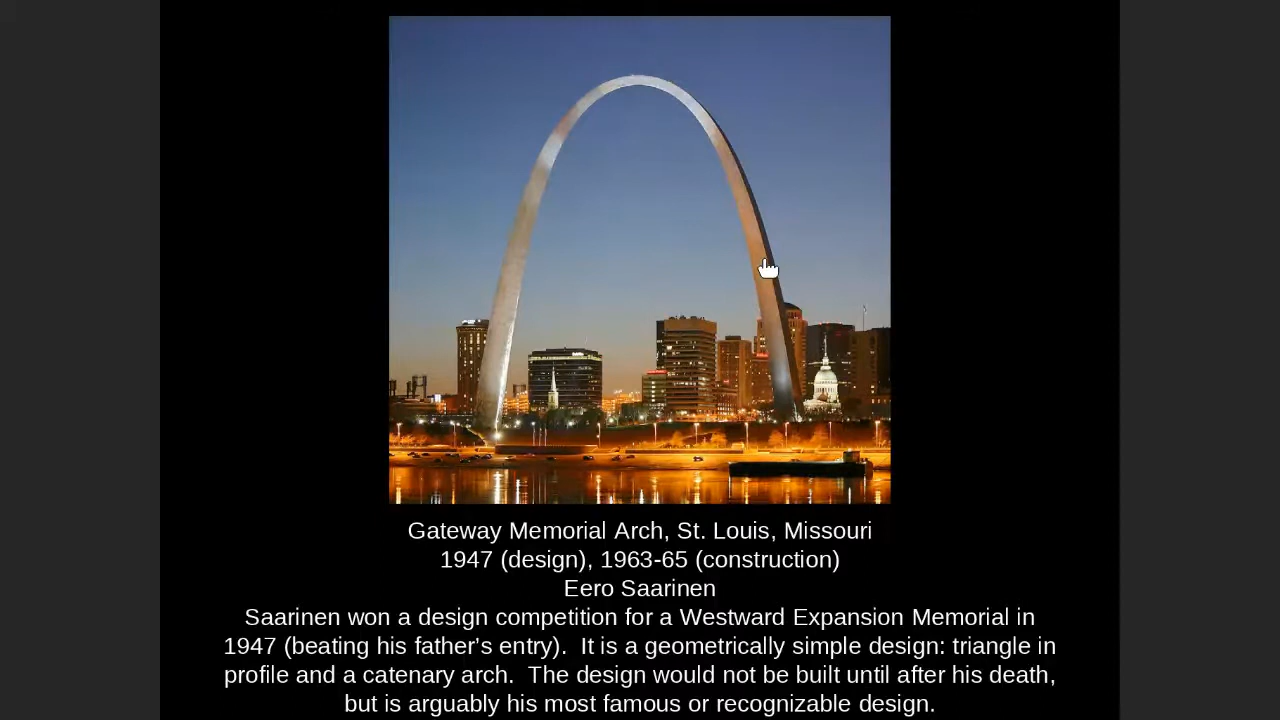 Gateway Memorial Arch, St. Louis, Missouri
1947 (design), 1963-65 (construction)
Eero Saarinen
Saarinen won a design competition for a Westward Expansion Memorial in
1947 (beating his father’s entry).  It is a geometrically simple design: triangle in
profile and a catenary arch.  The design would not be built until after his death,
but is arguably his most famous or recognizable design.